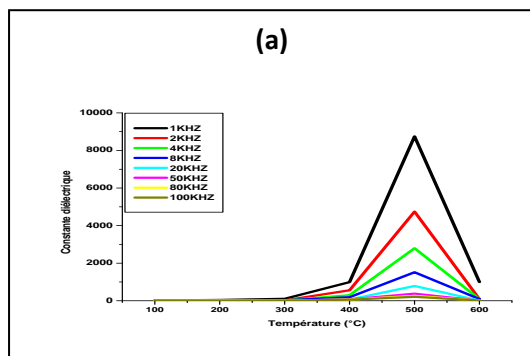 (a)
10000
8000
6000
4000
2000
0
Constante diélectrique
1KHZ
2KHZ
4KHZ
8KHZ
20KHZ
50KHZ
80KHZ
100KHZ
100 200 300 400 500 600
Température (°C)